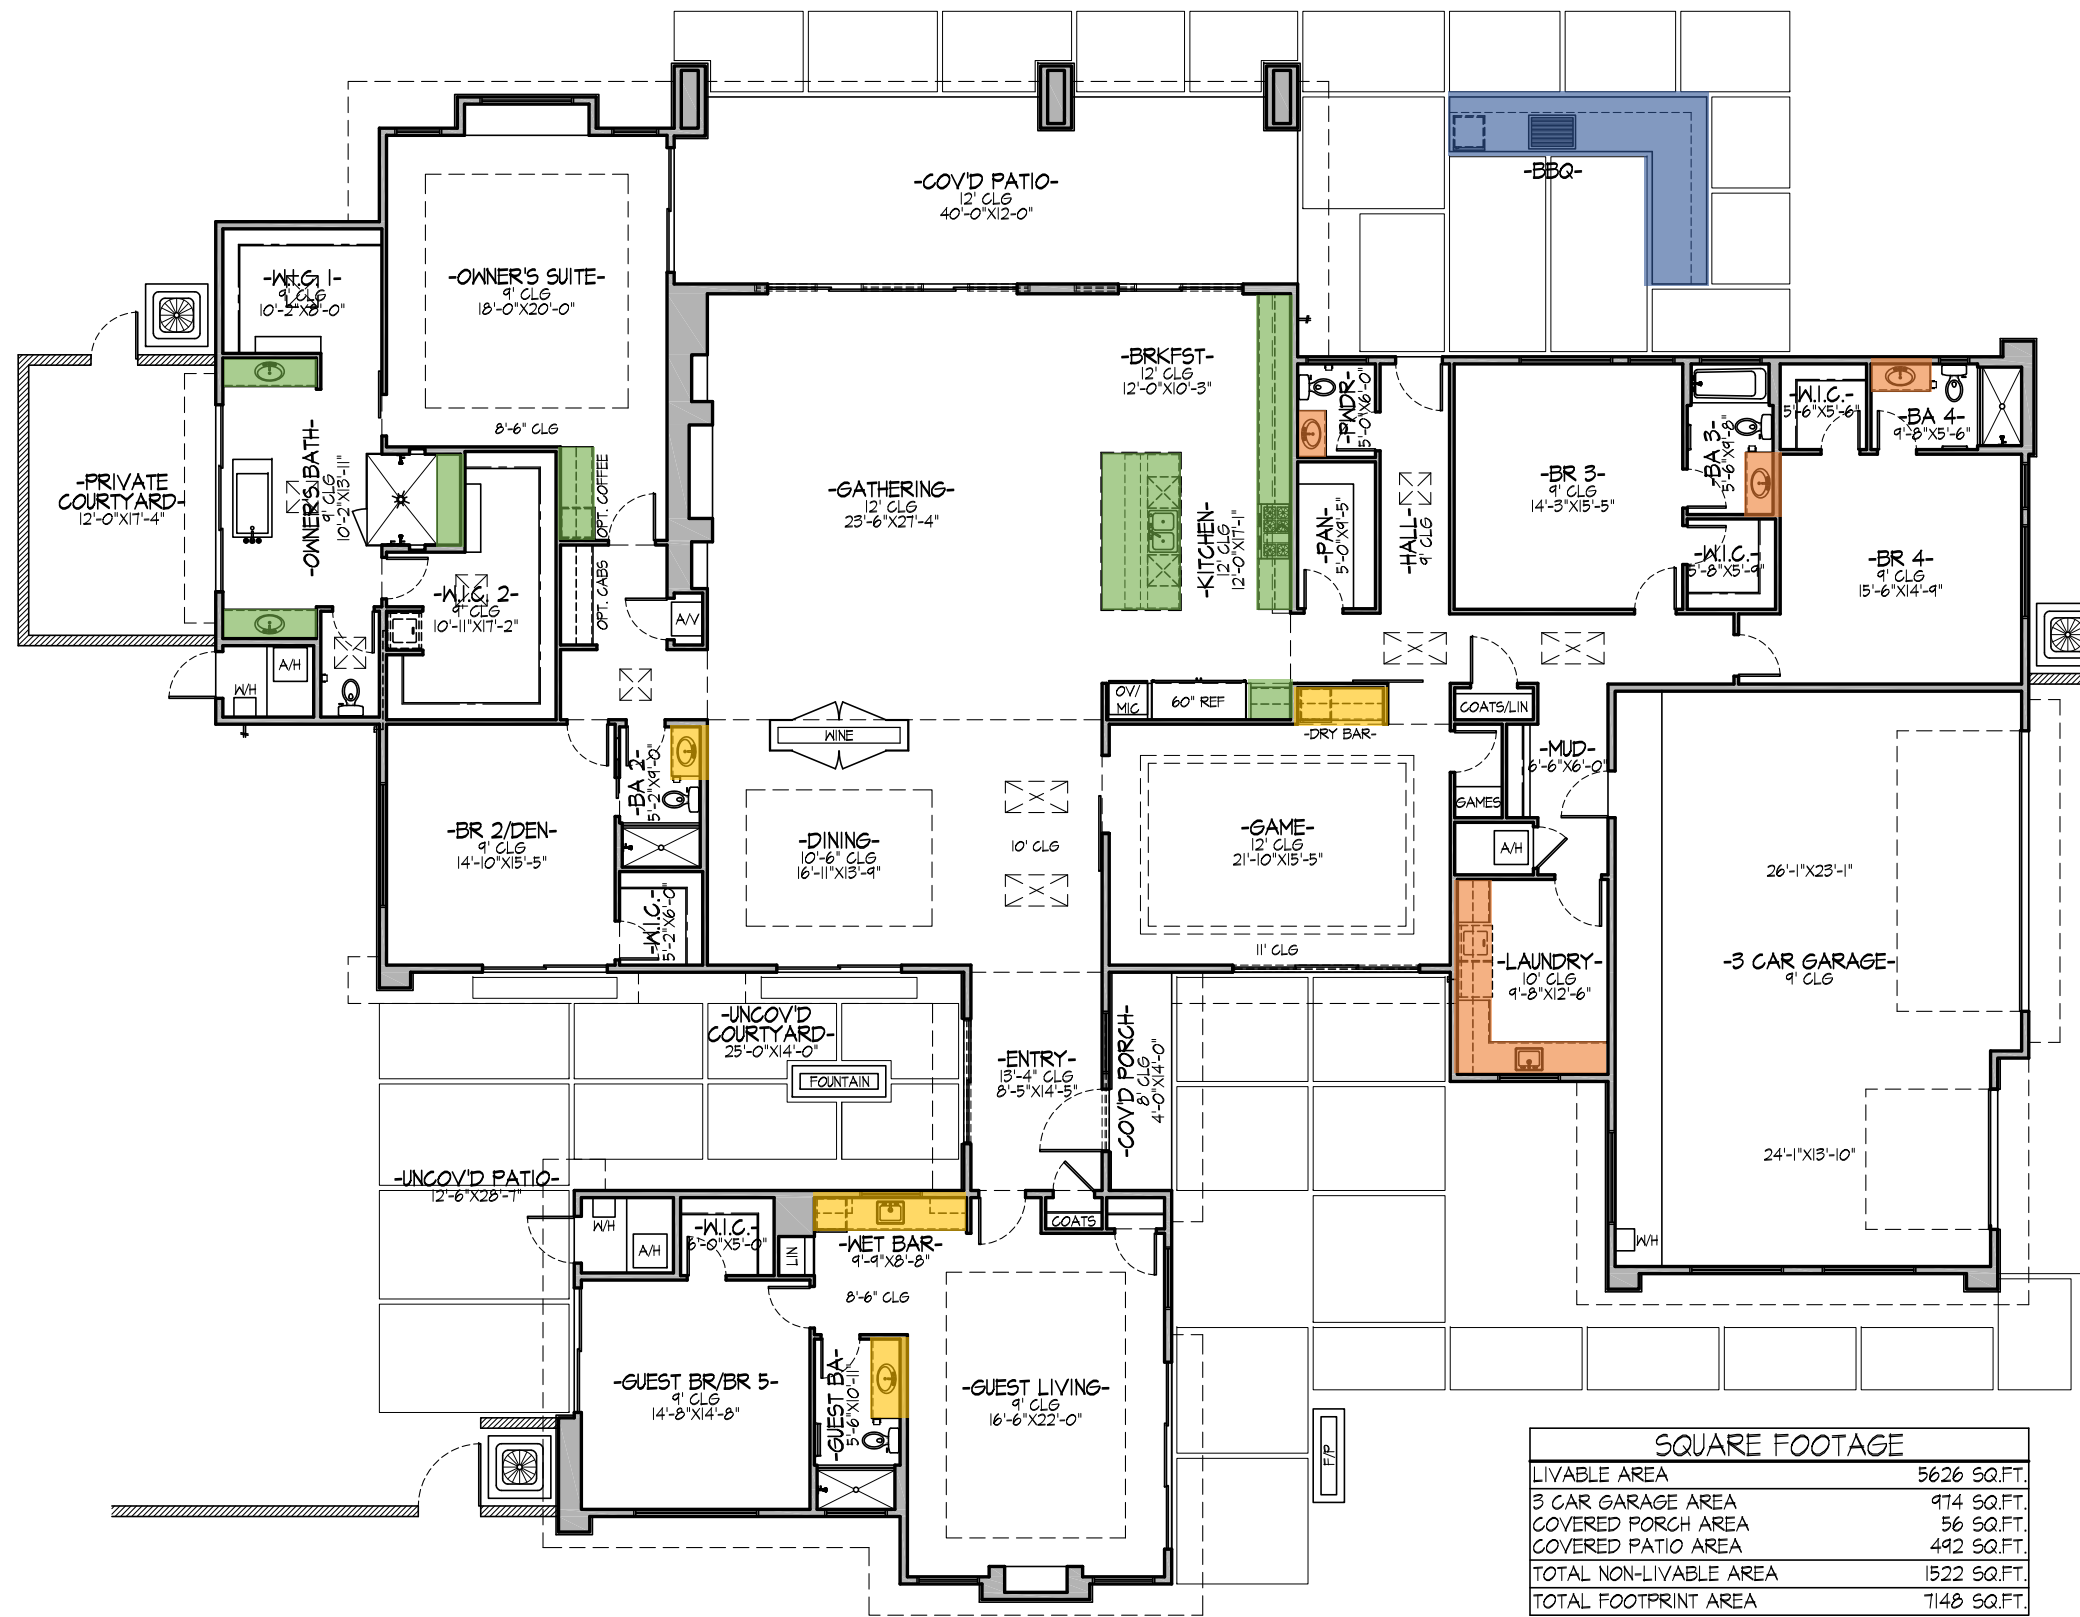 -COV'D PATIO-
12' CLG
40'-0"X12-0"
-BBQ-
-W.I.C 1-
9' CLG
10'-2"X8'-0"
-OWNER'S SUITE-
9' CLG
18'-0"X20'-0"
8'-6" CLG
-BRKFST-
12' CLG
12'-0"X10'-3"
-PWDR-
5'-0"X6'-0"
-BA 3-
5'-6"X9'-8"
-W.I.C.-
5'-6"X5'-6"
-BA 4-
9'-8"X5'-6"
-PRIVATE
COURTYARD-
12'-0"X17'-4"
-OWNER'S BATH-
9' CLG
10'-2"X13'-11"
OPT. COFFEE
OPT. CABS
-GATHERING-
12' CLG
23'-6"X27'-4"
-KITCHEN-
12' CLG
12'-0"X17'-1"
-PAN-
5'-0"X9'-5"
-HALL-
9' CLG
-BR 3-
9' CLG
14'-3"X15'-5"
-W.I.C.-
5'-8"X5'-9"
-BR 4-
9' CLG
15'-6"X14'-9"
-W.I.C. 2-
9' CLG
10'-11"X17'-2"
A/V
A/H
W/H
OV/
MIC
60" REF
-DRY BAR-
COATS/LIN
WINE
-MUD-
6'-6"X6'-0"
GAMES
-BA 2-
5'-2"X9'-0"
-BR 2/DEN-
9' CLG
14'-10"X15'-5"
-DINING-
10'-6" CLG
16'-11"X13'-9"
10' CLG
-GAME-
12' CLG
21'-10"X15'-5"
11' CLG
A/H
26'-1"X23'-1"
-W.I.C.-
5'-2"X6'-0"
-LAUNDRY-
10' CLG
9'-8"X12'-6"
-3 CAR GARAGE-
9' CLG
-UNCOV'D
COURTYARD-
25'-0"X14'-0"
FOUNTAIN
-ENTRY-
13'-4" CLG
8'-5"X14'-5"
-COV'D PORCH-
8' CLG
4'-0"X14'-0"
24'-1"X13'-10"
-UNCOV'D PATIO-
12'-6"X28'-7"
W/H
A/H
-W.I.C.-
6'-0"X5'-0"
LIN
-WET BAR-
9'-9"X8'-8"
COATS
W/H
8'-6" CLG
-GUEST BR/BR 5-
9' CLG
14'-8"X14'-8"
-GUEST BA-
5'-6"X10'-11"
-GUEST LIVING-
9' CLG
16'-6"X22'-0"
F/P
SQUARE FOOTAGE
LIVABLE AREA 5626 SQ.FT.
3 CAR GARAGE AREA 974 SQ.FT.
COVERED PORCH AREA 56 SQ.FT.
COVERED PATIO AREA 492 SQ.FT.
TOTAL NON-LIVABLE AREA 1522 SQ.FT.
TOTAL FOOTPRINT AREA 7148 SQ.FT.